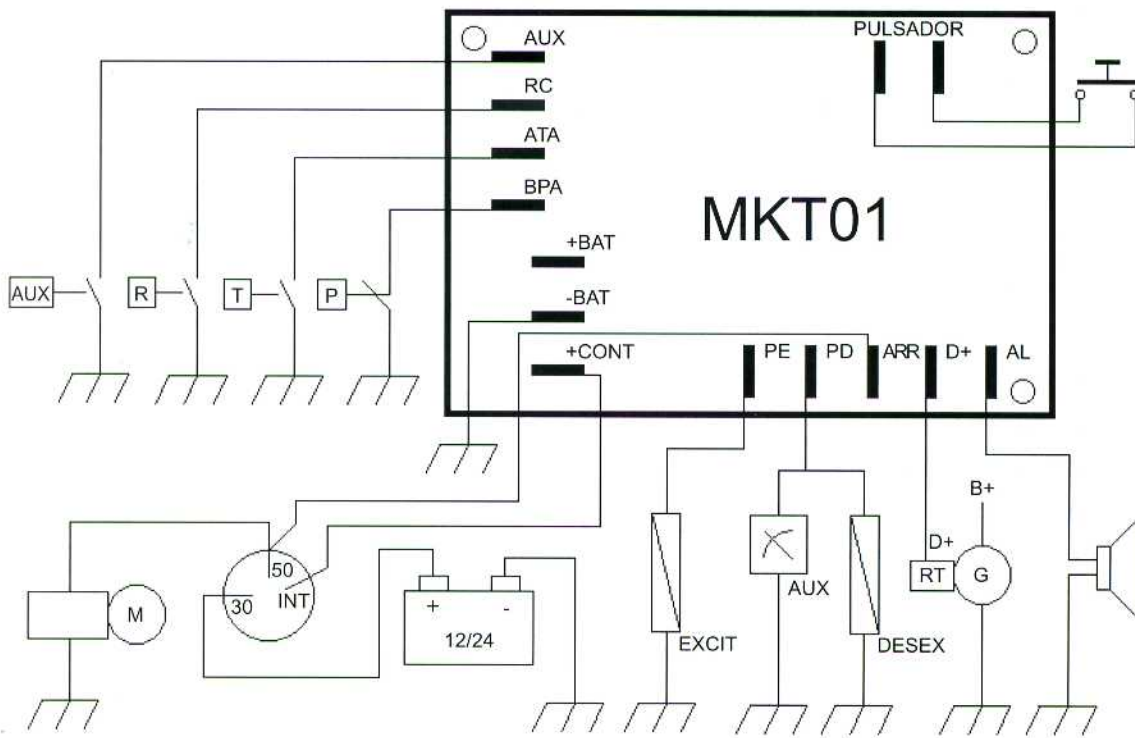 AUX
PULSADOR
RC
ATA
BPA
MKT01
+BAT
-BAT
+CONT
PE
PD
ARR
D+
AL
AUX
R
T
P
50
30
INT
M
+
-
12/24
EXCIT
AUX
DESEX
B+
D+
RT
G